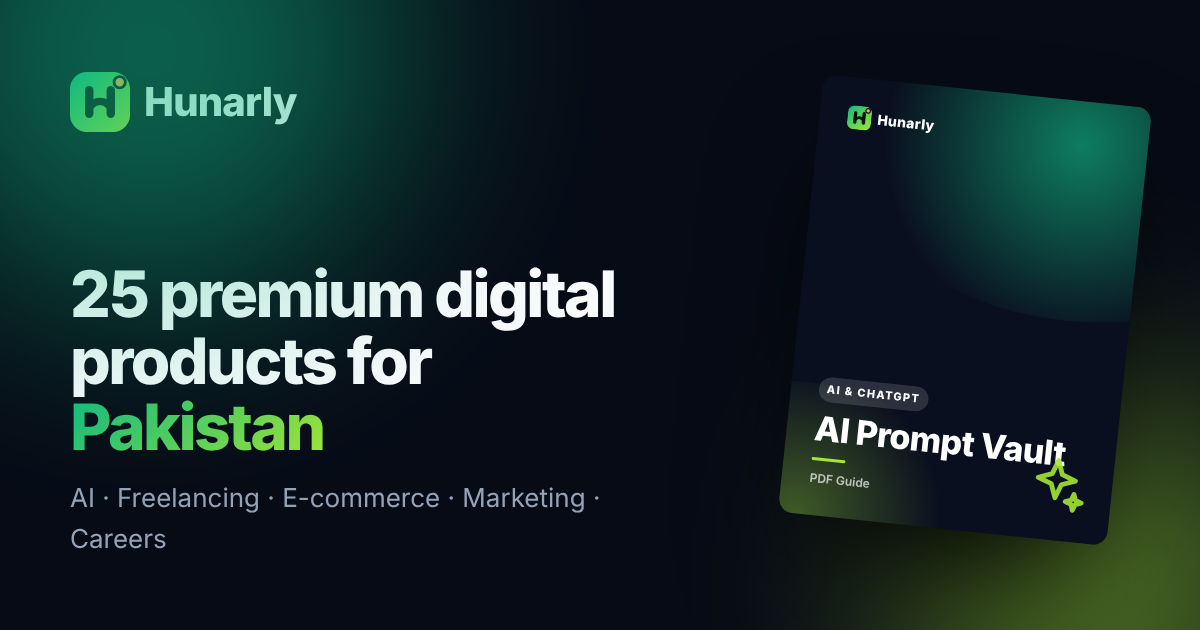 Hunarly
25 premium digital
products for
Pakistan
AI · Freelancing · E-commerce · Marketing ·
Careers
Hunarly
AI & CHATGPT
AI Prompt Vault
PDF Guide